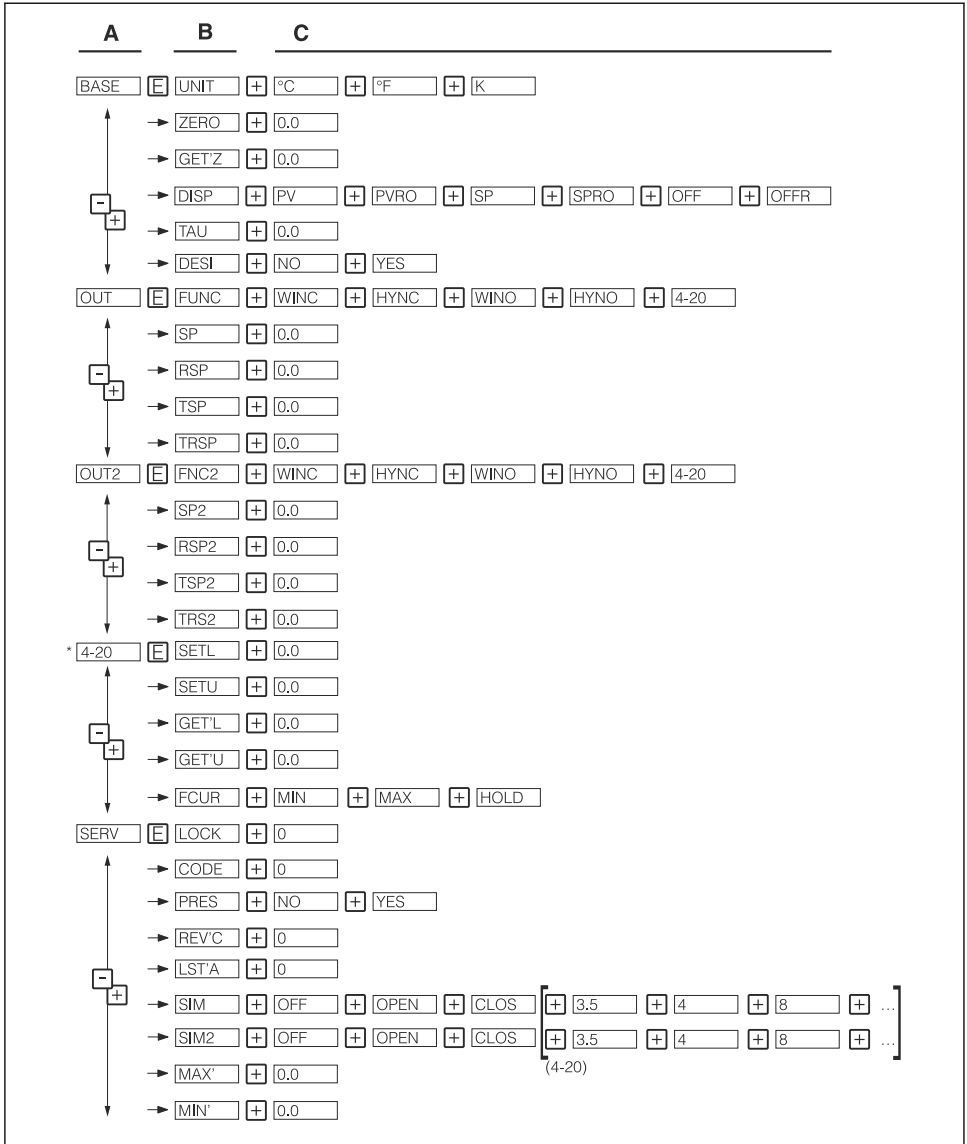 A B C
BASE E UNIT + °C + °F + K
ZERO + 0.0
GET'Z + 0.0
DISP + PV + PVRO + SP + SPRO + OFF + OFFR
- +
TAU + 0.0
DESI + NO + YES
OUT E FUNC + WINC + HYNC + WINO + HYNO + 4-20
SP + 0.0
RSP + 0.0
- +
TSP + 0.0
TRSP + 0.0
OUT2 E FNC2 + WINC + HYNC + WINO + HYNO + 4-20
SP2 + 0.0
RSP2 + 0.0
- +
TSP2 + 0.0
TRS2 + 0.0
* 4-20 E SETL + 0.0
SETU + 0.0
GET'L + 0.0
- +
GET'U + 0.0
FCUR + MIN + MAX + HOLD
SERV E LOCK + 0
CODE + 0
PRES + NO + YES
REV'C + 0
LST'A + 0
- +
SIM + OFF + OPEN + CLOS [ + 3.5 + 4 + 8 + ... ]
SIM2 + OFF + OPEN + CLOS [ + 3.5 + 4 + 8 + ... ]
(4-20)
MAX' + 0.0
MIN' + 0.0